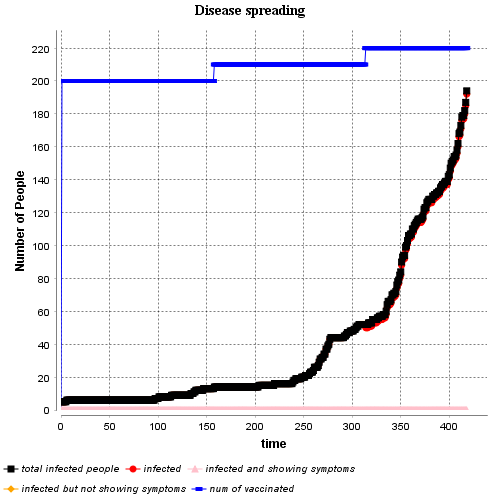 Disease spreading
Number of People
220
200
180
160
140
120
100
80
60
40
20
0
0 50 100 150 200 250 300 350 400
time
total infected people infected infected and showing symptoms
infected but not showing symptoms num of vaccinated